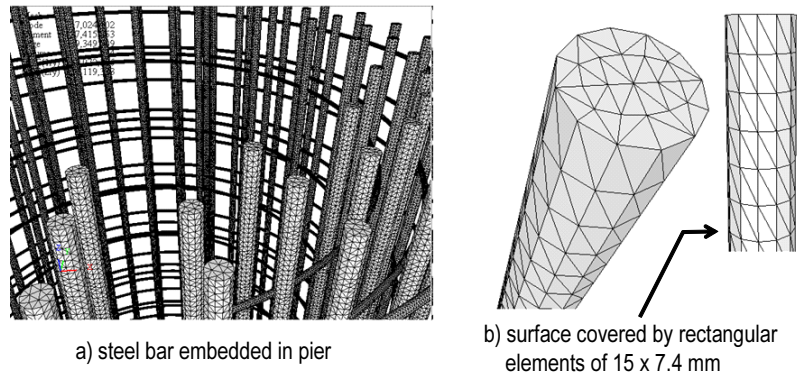 a) steel bar embedded in pier
b) surface covered by rectangular
elements of 15 x 7.4 mm